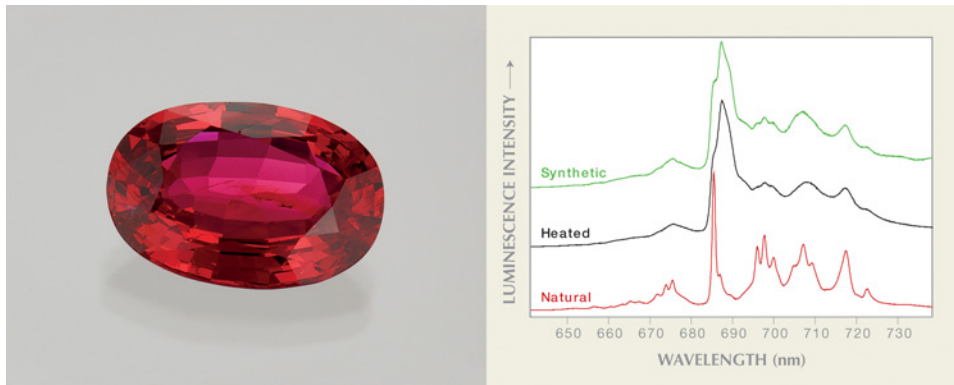 LUMINESCENCE INTENSITY
Synthetic
Heated
Natural
650 660 670 680 690 700 710 720 730
WAVELENGTH (nm)